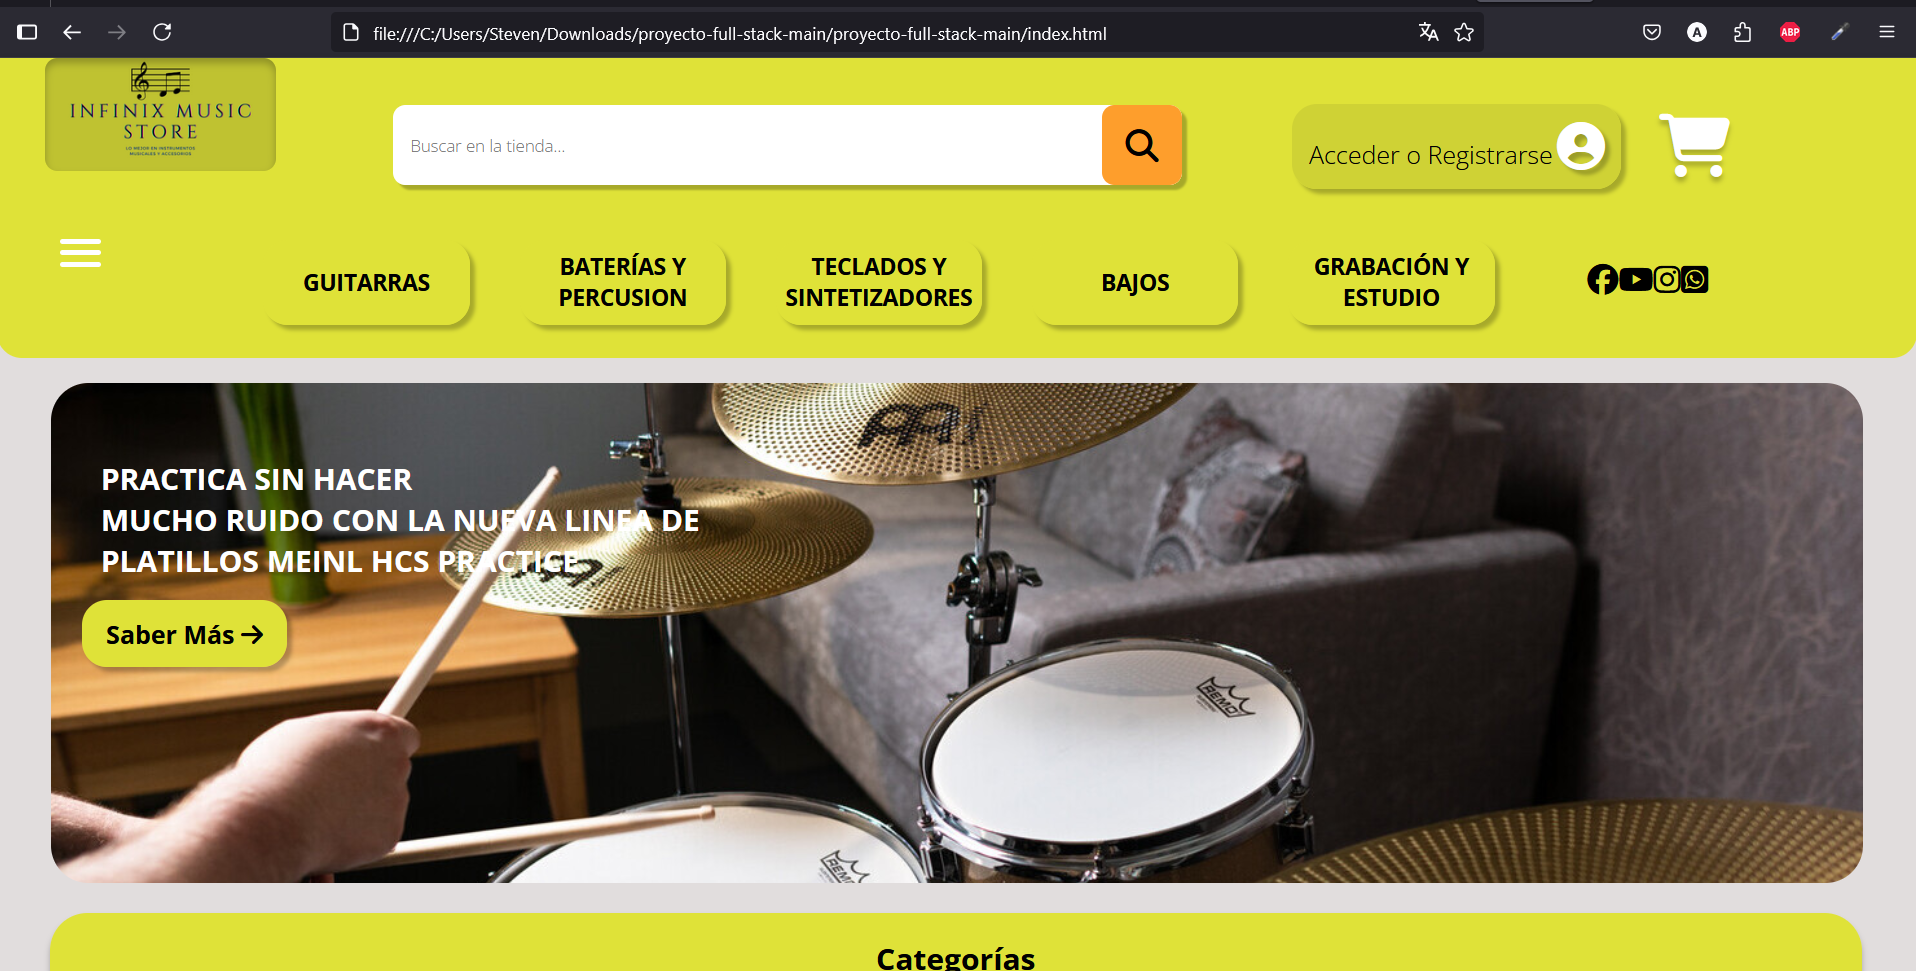 file:///C:/Users/Steven/Downloads/proyecto-full-stack-main/proyecto-full-stack-main/index.html
A
ABP
INFINIX MUSIC
STORE
LO MEJOR EN INSTRUMENTOS
MUSICALES Y ACCESORIOS
Buscar en la tienda...
Acceder o Registrarse
GUITARRAS
BATERÍAS Y
PERCUSION
TECLADOS Y
SINTETIZADORES
BAJOS
GRABACIÓN Y
ESTUDIO
PRACTICA SIN HACER
MUCHO RUIDO CON LA NUEVA LINEA DE
PLATILLOS MEINL HCS PRACTICE
Saber Más
REMO
REMO
Categorías